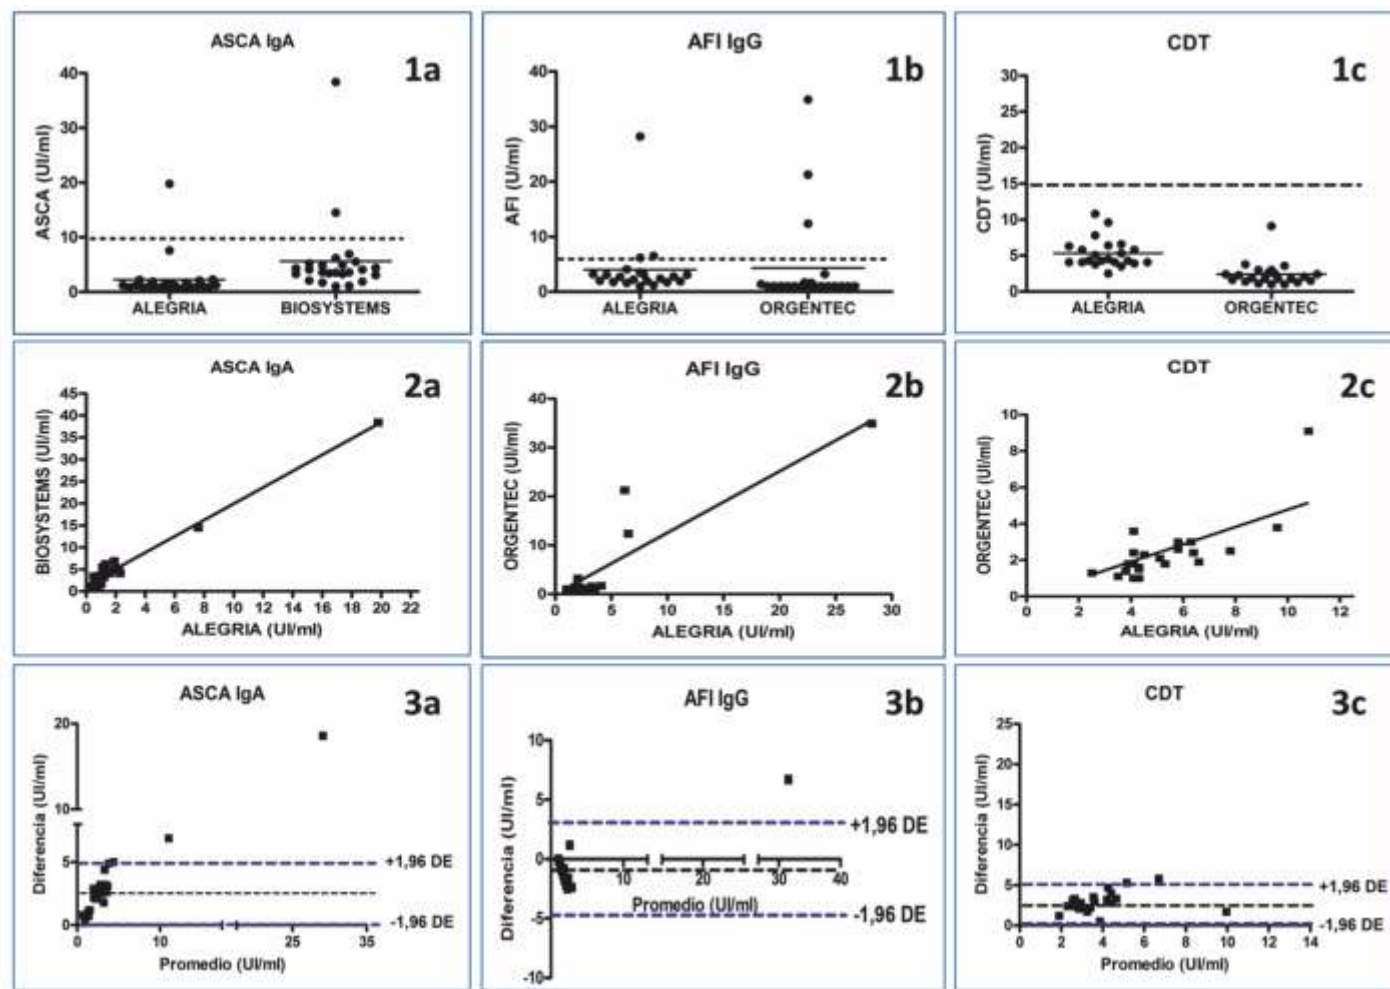 ASCA IgA
1a
ASCA (UI/ml)
40
30
20
10
0
ALEGRIA
BIOSYSTEMS
AFI IgG
1b
AFI (U/ml)
40
30
20
10
0
ALEGRIA
ORGENTEC
CDT
1c
CDT (UI/ml)
30
25
20
15
10
5
0
ALEGRIA
ORGENTEC
ASCA IgA
2a
BIOSYSTEMS (UI/ml)
45
40
35
30
25
20
15
10
5
0
0 2 4 6 8 10 12 14 16 18 20 22
ALEGRIA (UI/ml)
AFI IgG
2b
ORGENTEC (UI/ml)
40
30
20
10
0
0 5 10 15 20 25 30
ALEGRIA (UI/ml)
CDT
2c
ORGENTEC (UI/ml)
10
8
6
4
2
0
0 2 4 6 8 10 12
ALEGRIA (UI/ml)
ASCA IgA
3a
Diferencia (UI/ml)
20
10
5
0
+1,96 DE
-1,96 DE
0 10 25 35
Promedio (UI/ml)
AFI IgG
3b
Diferencia (UI/ml)
10
5
0
-5
-10
+1,96 DE
10 20 30 40
Promedio (UI/ml)
-1,96 DE
CDT
3c
Diferencia (UI/ml)
25
20
15
10
5
0
+1,96 DE
-1,96 DE
0 2 4 6 8 10 12 14
Promedio (UI/ml)